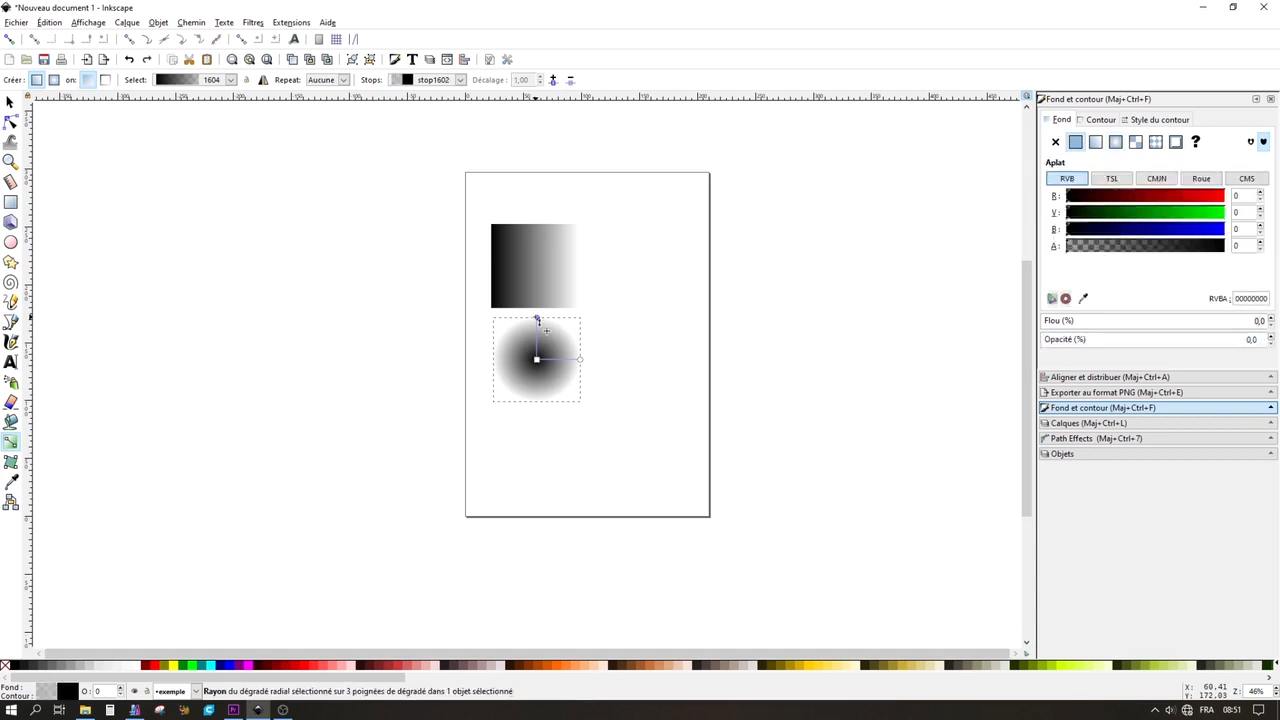 *Nouveau document 1 - Inkscape
Fichier Édition Affichage Calque Objet Chemin Texte Filtres Extensions Aide
Créer: on: Select: 1604 Repeat: Aucune Stops: stop1602 Décalage: 1,00
Fond et contour (Maj+Ctrl+F)
Fond Contour Style du contour
?
Aplat
RVB TSL CMJN Roue CMS
R: 0
V: 0
B: 0
A: 0
RVBA: 00000000
Flou (%) 0,0
Opacité (%) 0,0
Aligner et distribuer (Maj+Ctrl+A)
Exporter au format PNG (Maj+Ctrl+E)
Fond et contour (Maj+Ctrl+F)
Calques (Maj+Ctrl+L)
Path Effects (Maj+Ctrl+7)
Objets
Fond :
Contour :
O: 0
•exemple
Rayon du dégradé radial sélectionné sur 3 poignées de dégradé dans 1 objet sélectionné
X: 60,41
Y: 172,03
Z: 46%
FRA 08:51